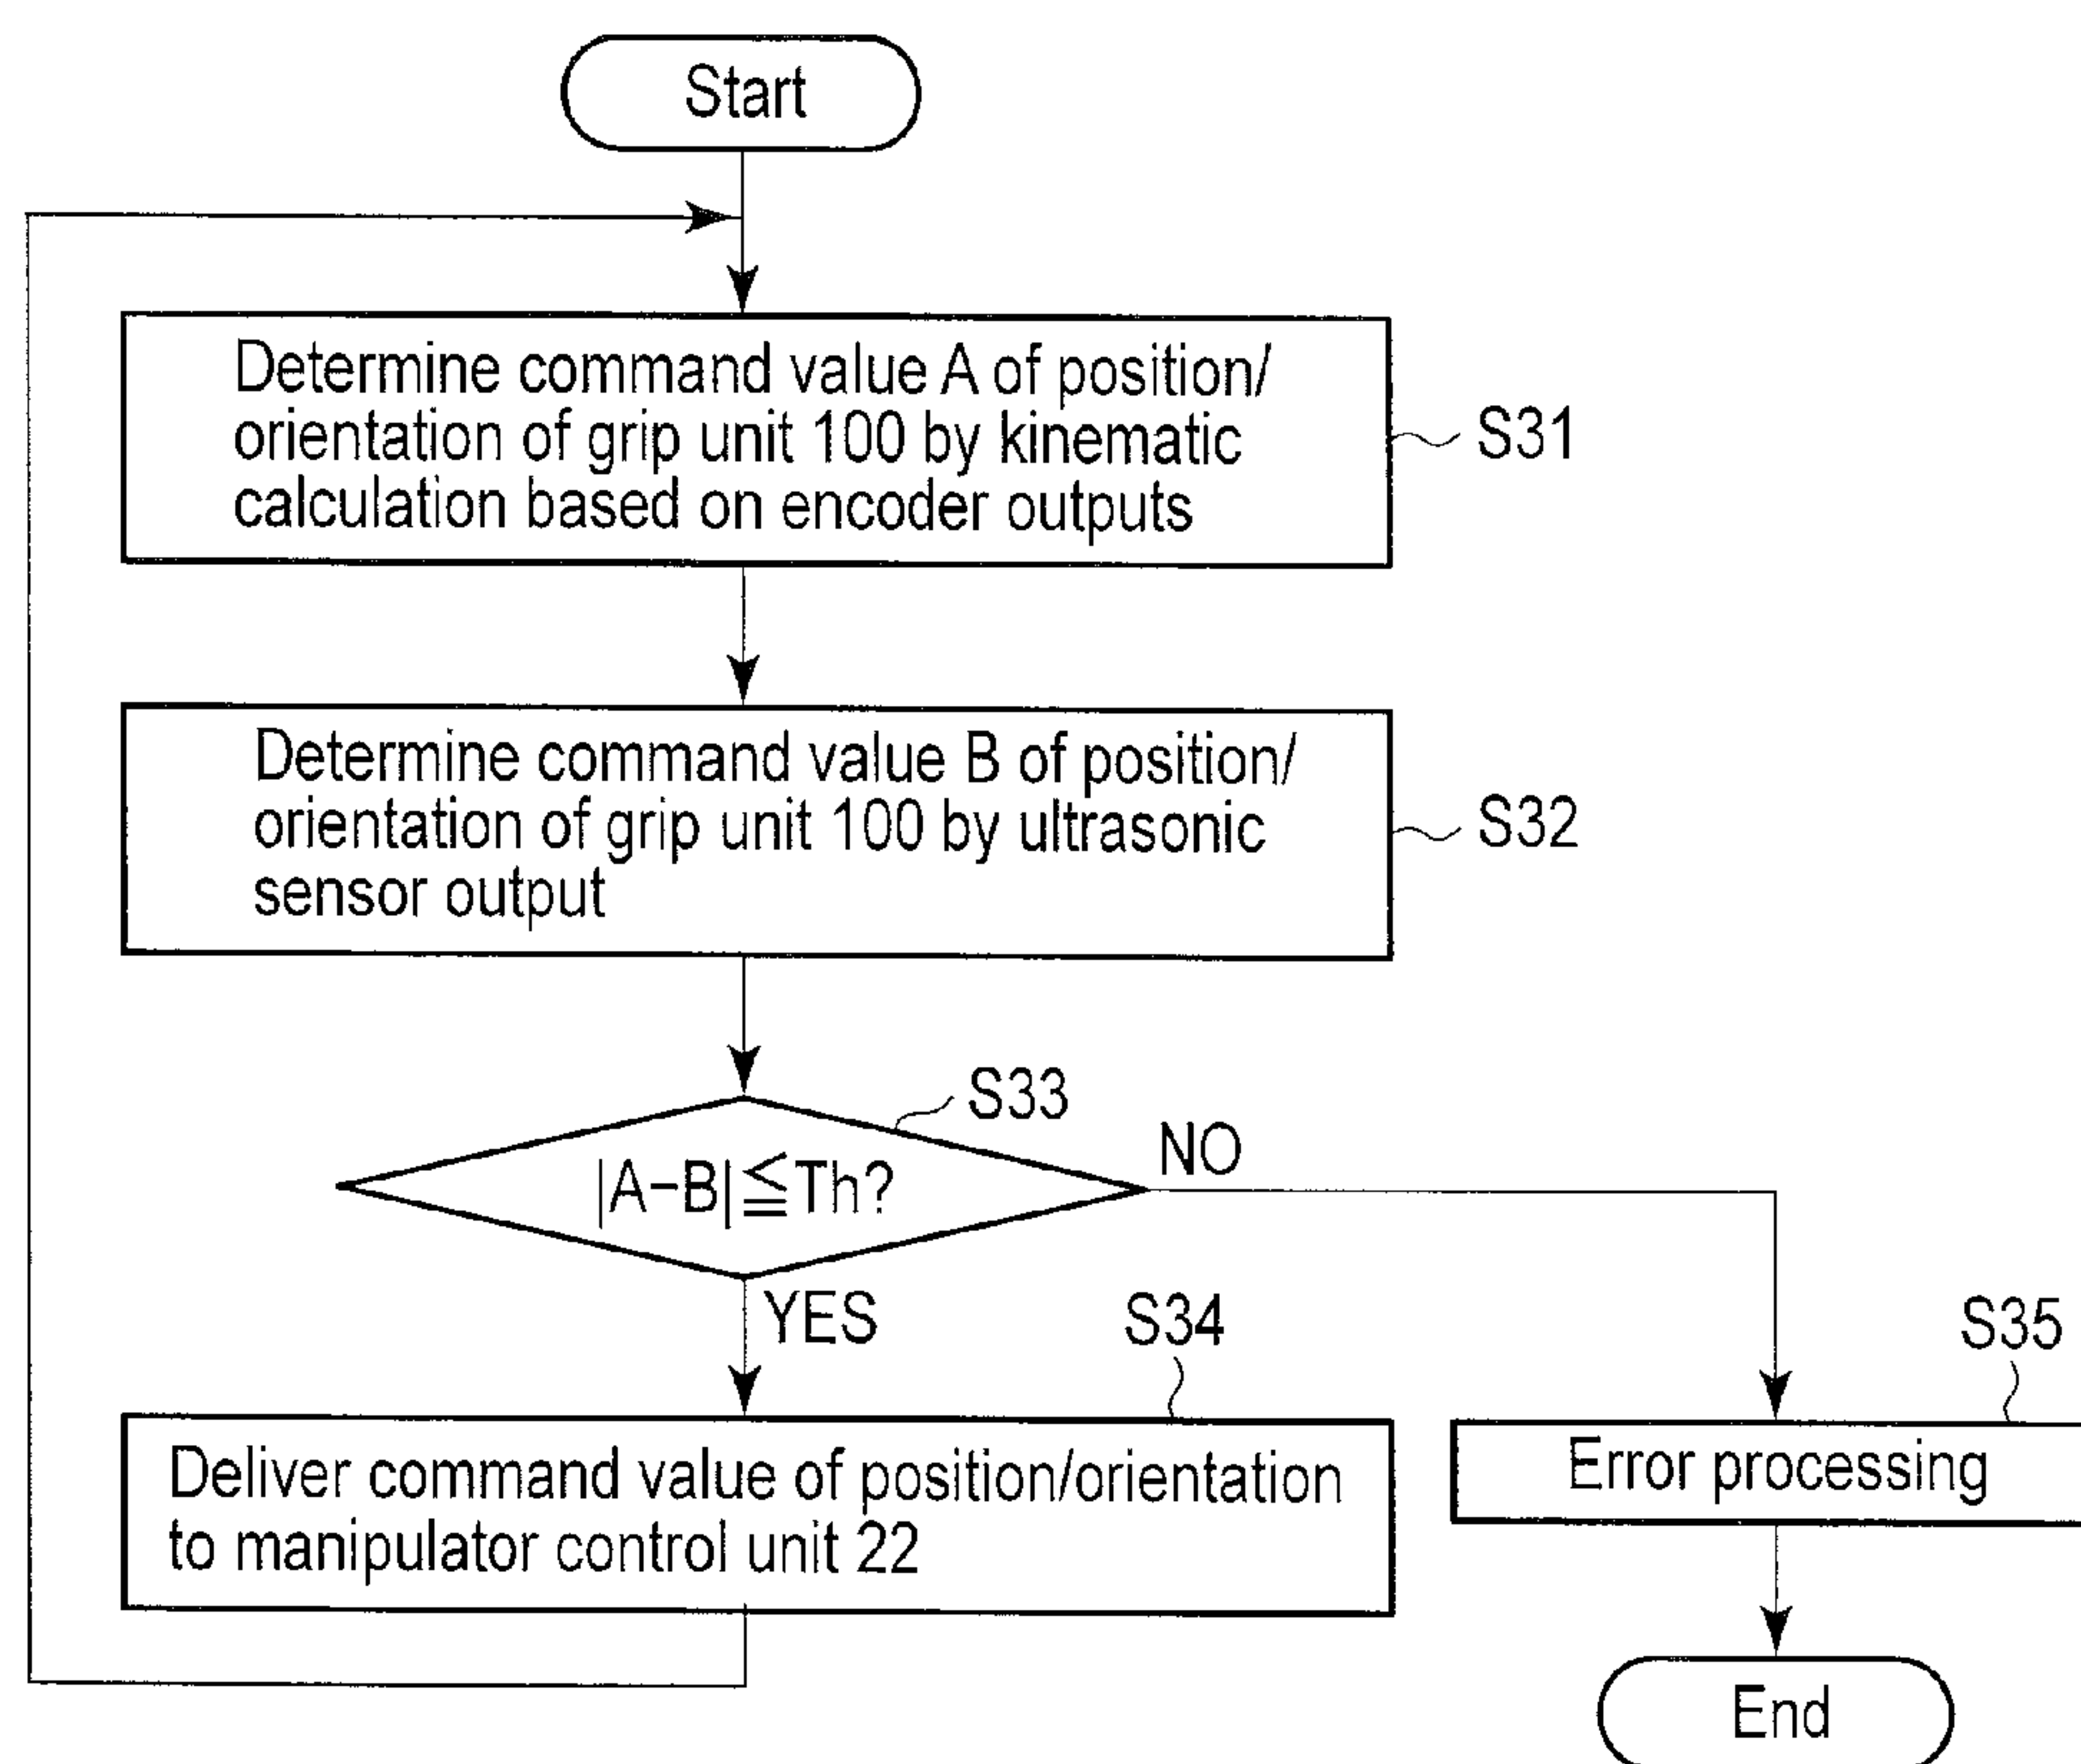 Start
Determine command value A of position/
orientation of grip unit 100 by kinematic
calculation based on encoder outputs
S31
Determine command value B of position/
orientation of grip unit 100 by ultrasonic
sensor output
S32
S33
|A−B|≦Th?
NO
YES
S34
Deliver command value of position/orientation
to manipulator control unit 22
S35
Error processing
End